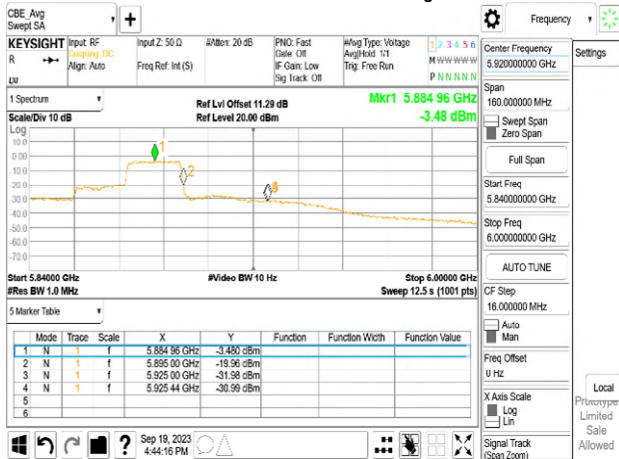 CBE_Avg
Swept SA
+
Frequency
KEYSIGHT
R
Input: RF
Coupling: DC
Align: Auto
Input Z: 50 Ω
Freq Ref: Int (S)
#Atten: 20 dB
PNO: Fast
Gate: Off
IF Gain: Low
Sig Track: Off
#Avg Type: Voltage
Avg|Hold: 1/1
Trig: Free Run
1 2 3 4 5 6
M W W W W W
P N N N N N
Center Frequency
5.920000000 GHz
Settings
Span
160.000000 MHz
Swept Span
Zero Span
Full Span
Start Freq
5.840000000 GHz
Stop Freq
6.000000000 GHz
AUTO TUNE
CF Step
16.000000 MHz
Auto
Man
Freq Offset
0 Hz
X Axis Scale
Log
Lin
Signal Track
(Span Zoom)
Local
Prototype
Limited
Sale
Allowed
1 Spectrum
Scale/Div 10 dB
Ref Lvl Offset 11.29 dB
Ref Level 20.00 dBm
Mkr1 5.884 96 GHz
-3.48 dBm
Log
10.0
0.00
-10.0
-20.0
-30.0
-40.0
-50.0
-60.0
-70.0
1
2
Start 5.84000 GHz
#Res BW 1.0 MHz
#Video BW 10 Hz
Stop 6.00000 GHz
Sweep 12.5 s (1001 pts)
5 Marker Table
Mode Trace Scale X Y Function Function Width Function Value
1 N 1 f 5.884 96 GHz -3.480 dBm
2 N 1 f 5.895 00 GHz -19.96 dBm
3 N 1 f 5.925 00 GHz -31.98 dBm
4 N 1 f 5.925 44 GHz -30.99 dBm
5
6
?
Sep 19, 2023
4:44:16 PM